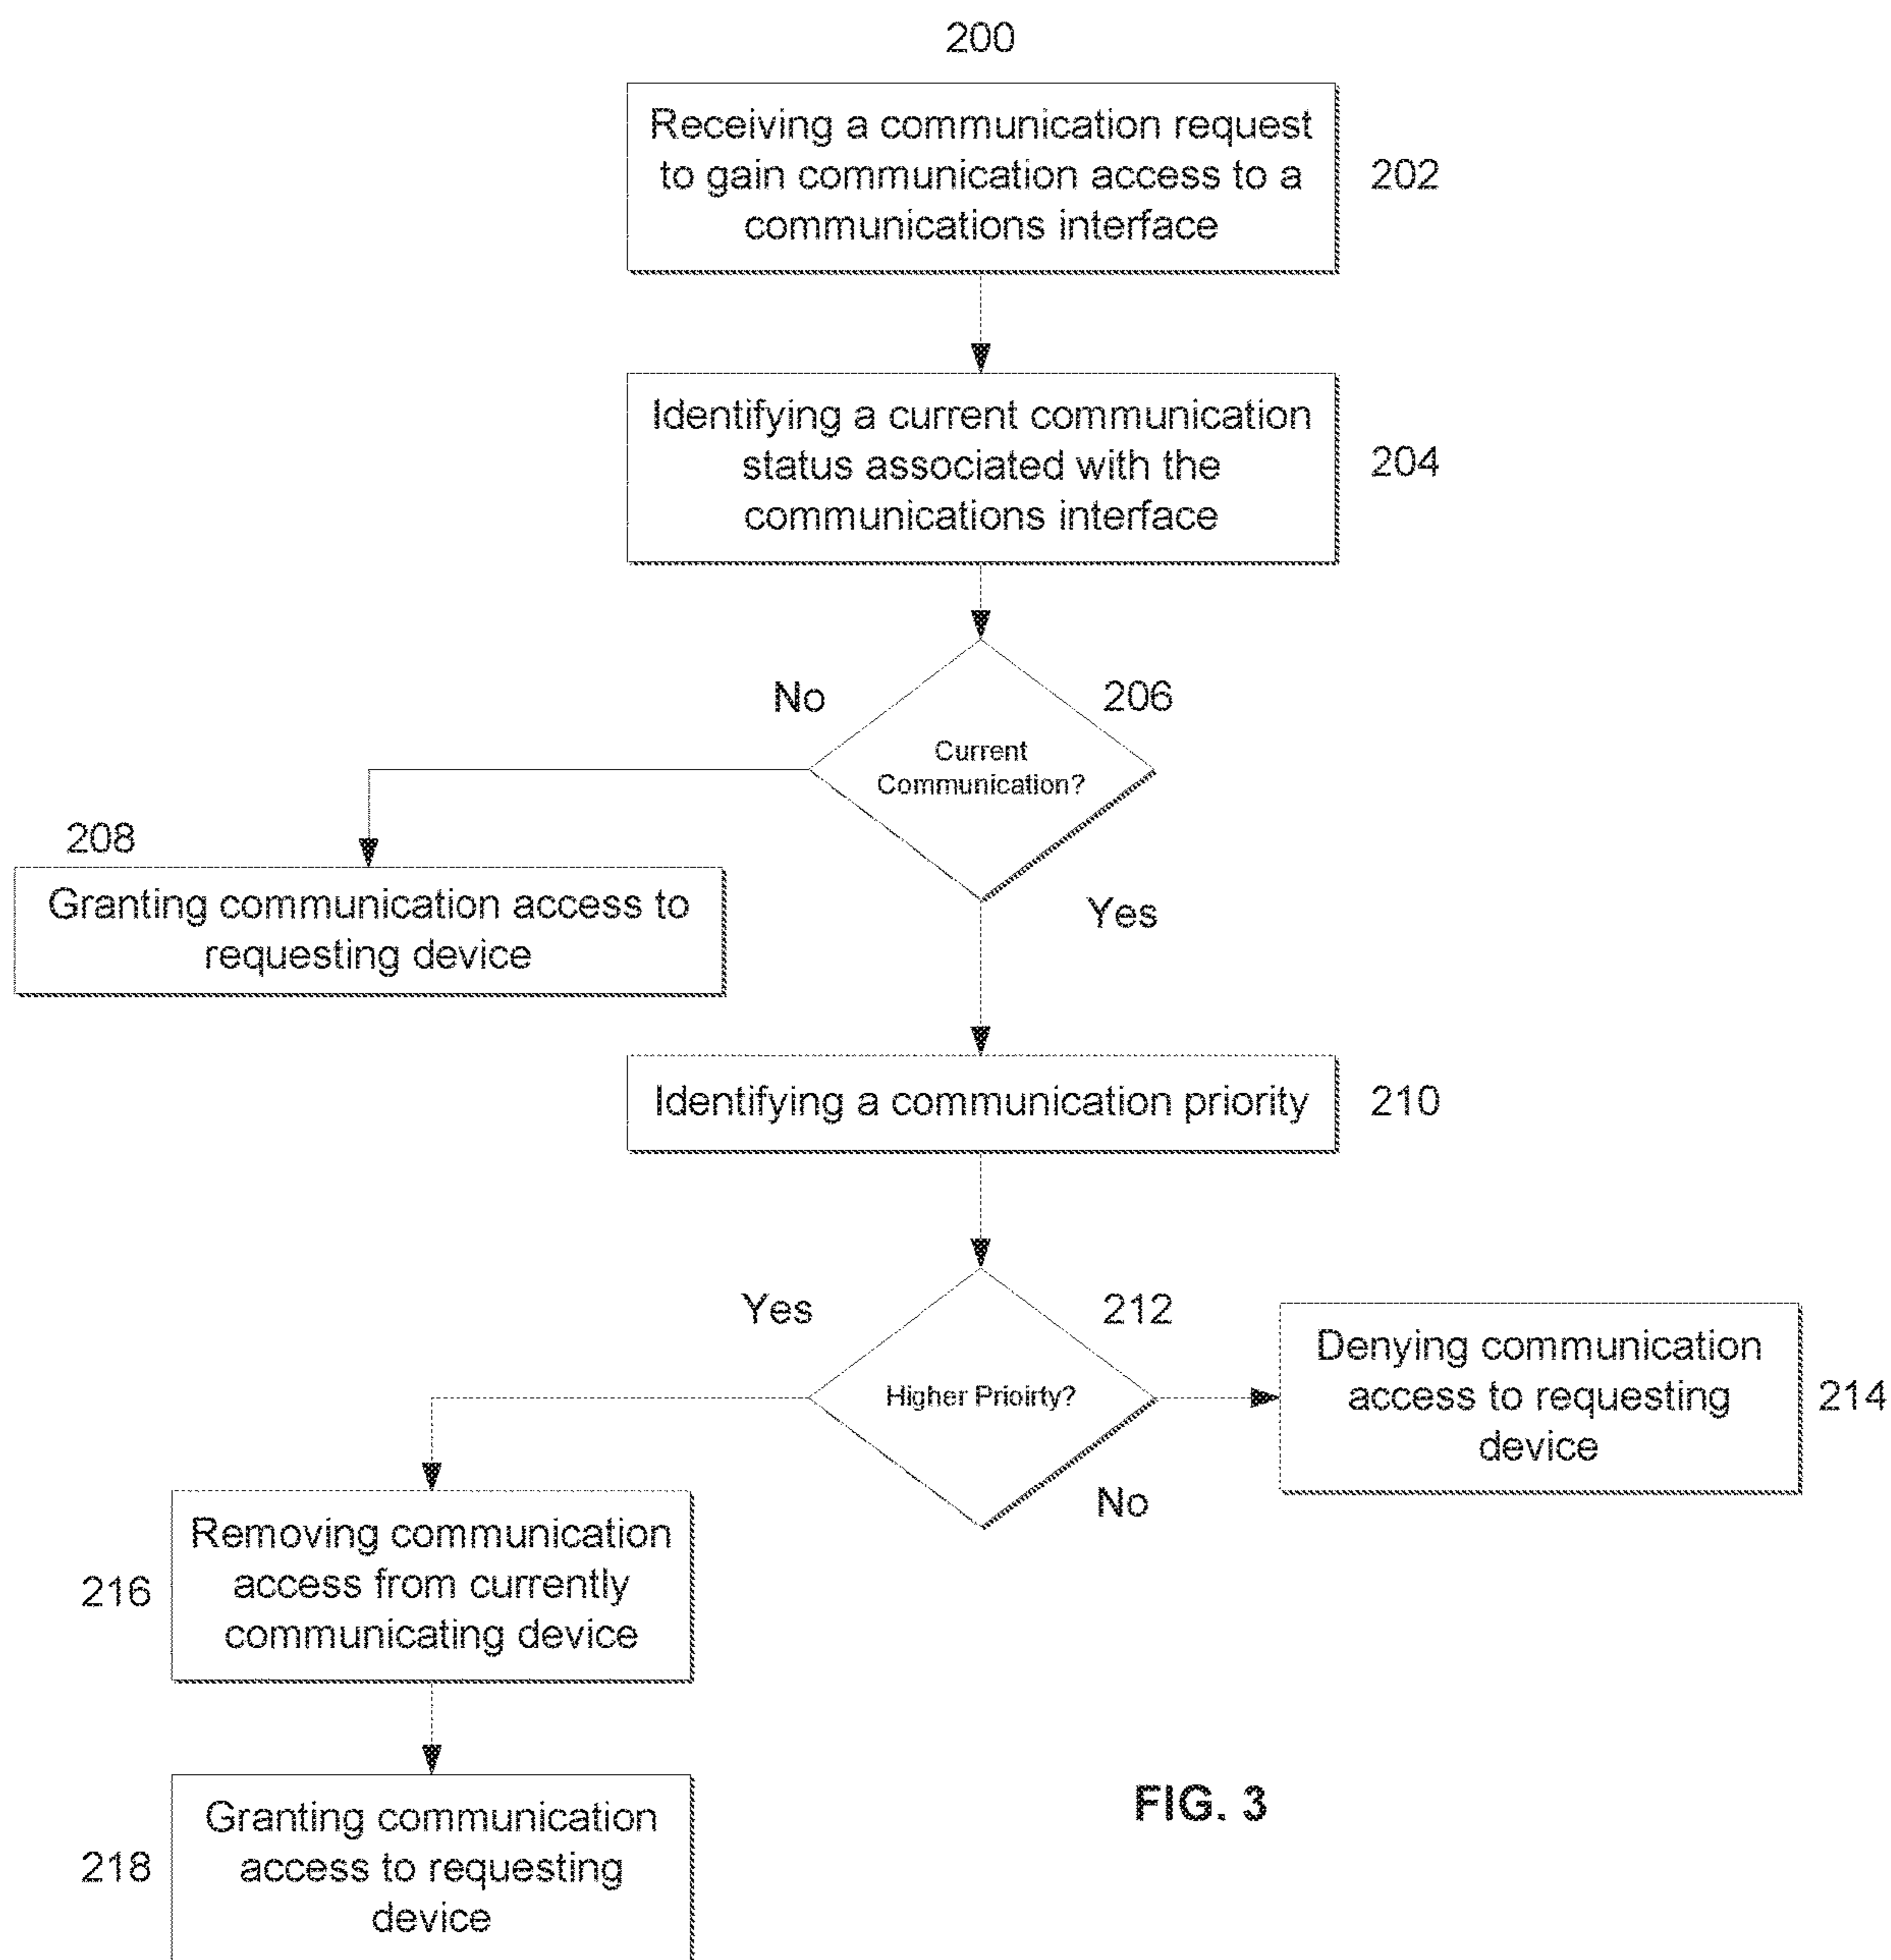 200
Receiving a communication request
to gain communication access to a
communications interface
202
Identifying a current communication
status associated with the
communications interface
204
No
206
Current
Communication?
208
Granting communication access to
requesting device
Yes
Identifying a communication priority
210
Yes
212
Higher Prioirty?
Denying communication
access to requesting
device
214
No
Removing communication
access from currently
communicating device
216
Granting communication
access to requesting
device
218
FIG. 3